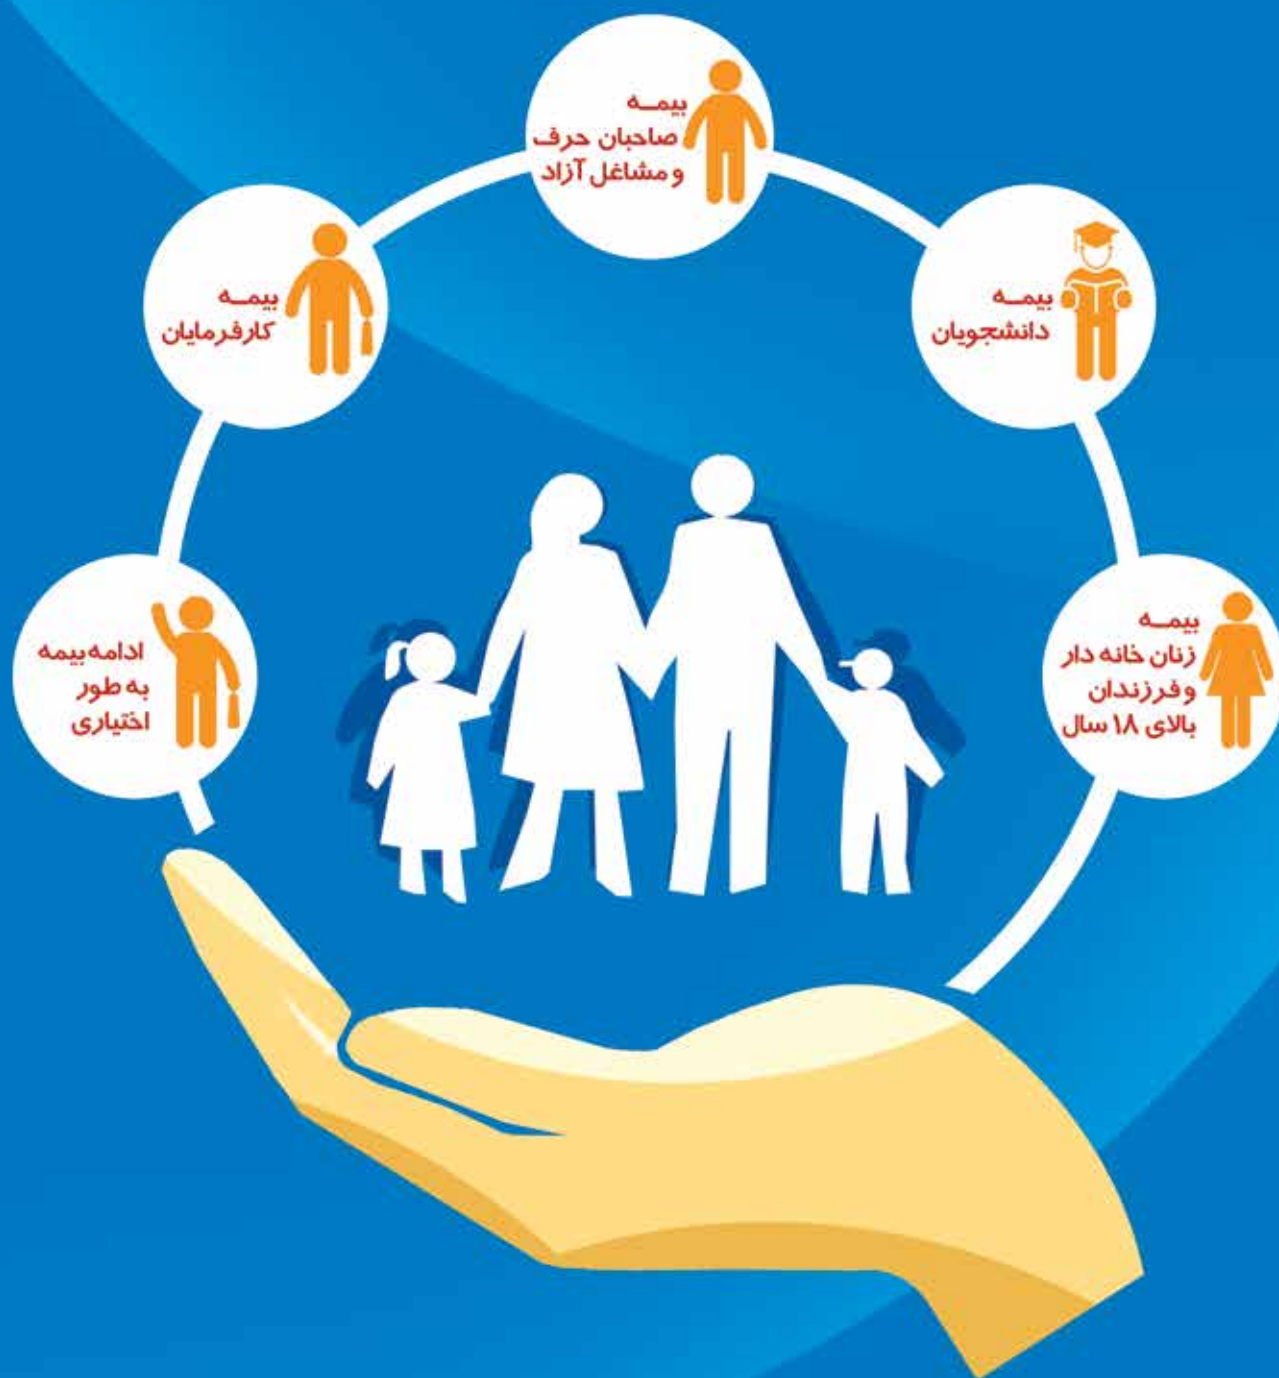 بیمه
صاحبان حرف
و مشاغل آزاد
بیمه
دانشجویان
بیمه
کارفرمایان
بیمه
زنان خانه دار
و فرزندان
بالای ۱۸ سال
ادامه بیمه
به طور
اختیاری